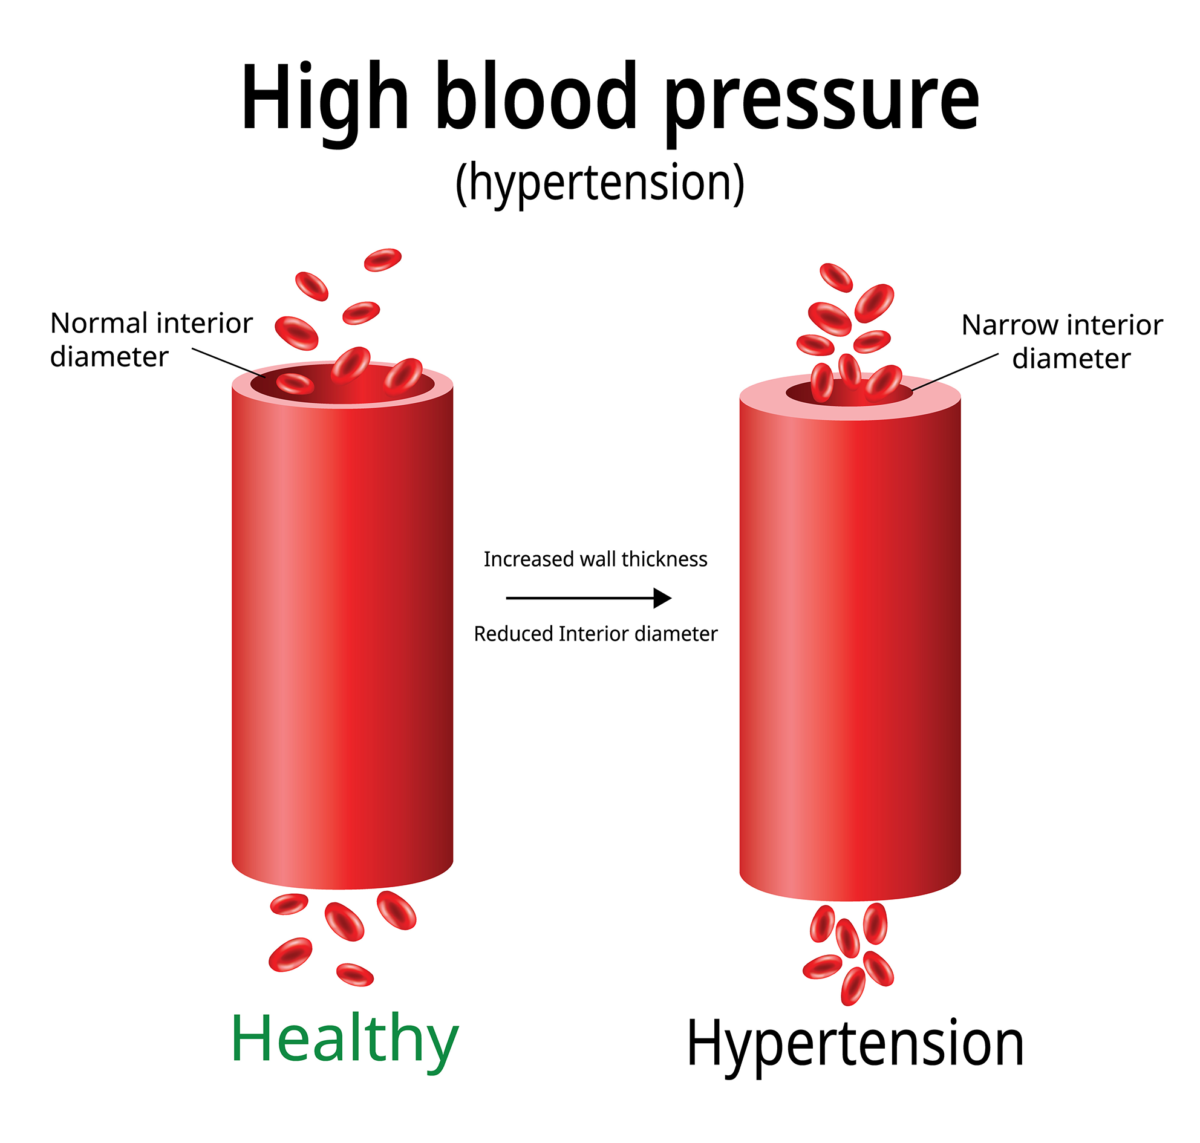 High blood pressure
(hypertension)
Normal interior
diameter
Narrow interior
diameter
Increased wall thickness
Reduced Interior diameter
Healthy
Hypertension